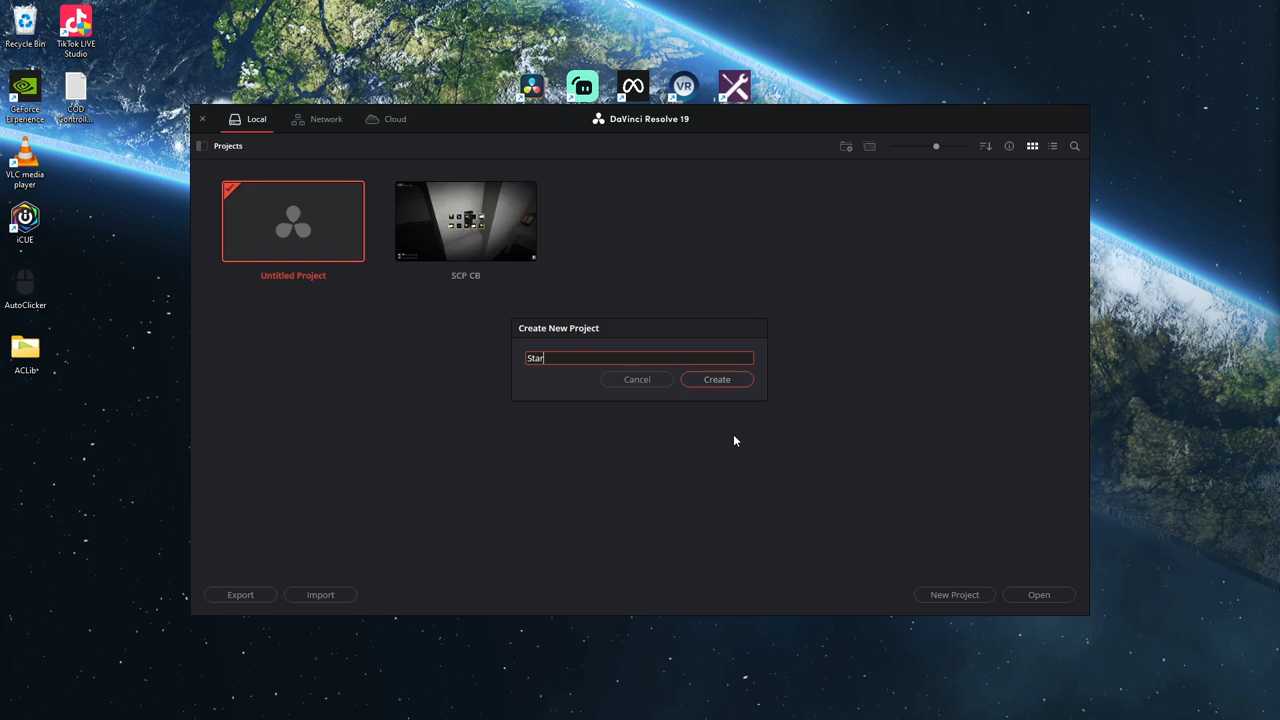 Recycle Bin
TikTok LIVE
Studio
GeForce
Experience
COD
Controll...
VLC media
player
iCUE
AutoClicker
ACLib
VR
Local
Network
Cloud
DaVinci Resolve 19
Projects
Untitled Project
SCP CB
Create New Project
Star
Cancel
Create
Export
Import
New Project
Open